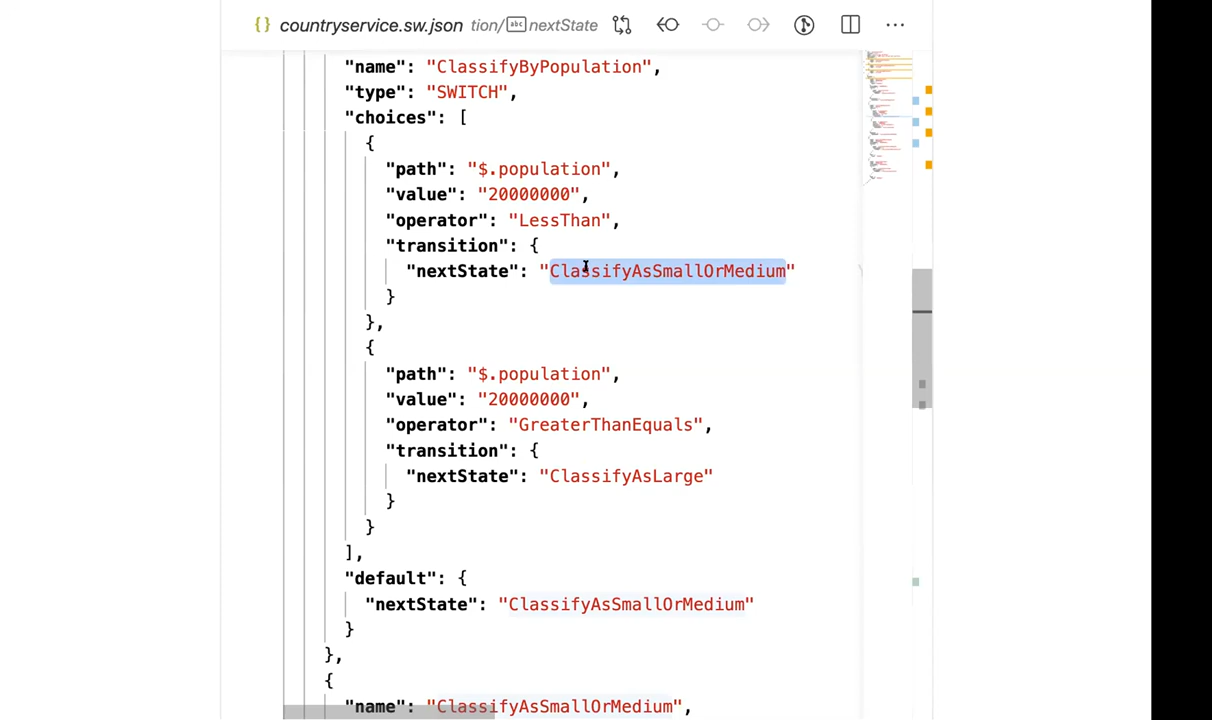 {} countryservice.sw.json tion/ abc nextState ...
"name": "ClassifyByPopulation",
"type": "SWITCH",
"choices": [
{
"path": "$.population",
"value": "20000000",
"operator": "LessThan",
"transition": {
"nextState": "ClassifyAsSmallOrMedium"
}
},
{
"path": "$.population",
"value": "20000000",
"operator": "GreaterThanEquals",
"transition": {
"nextState": "ClassifyAsLarge"
}
}
],
"default": {
"nextState": "ClassifyAsSmallOrMedium"
}
},
{
"name": "ClassifyAsSmallOrMedium",